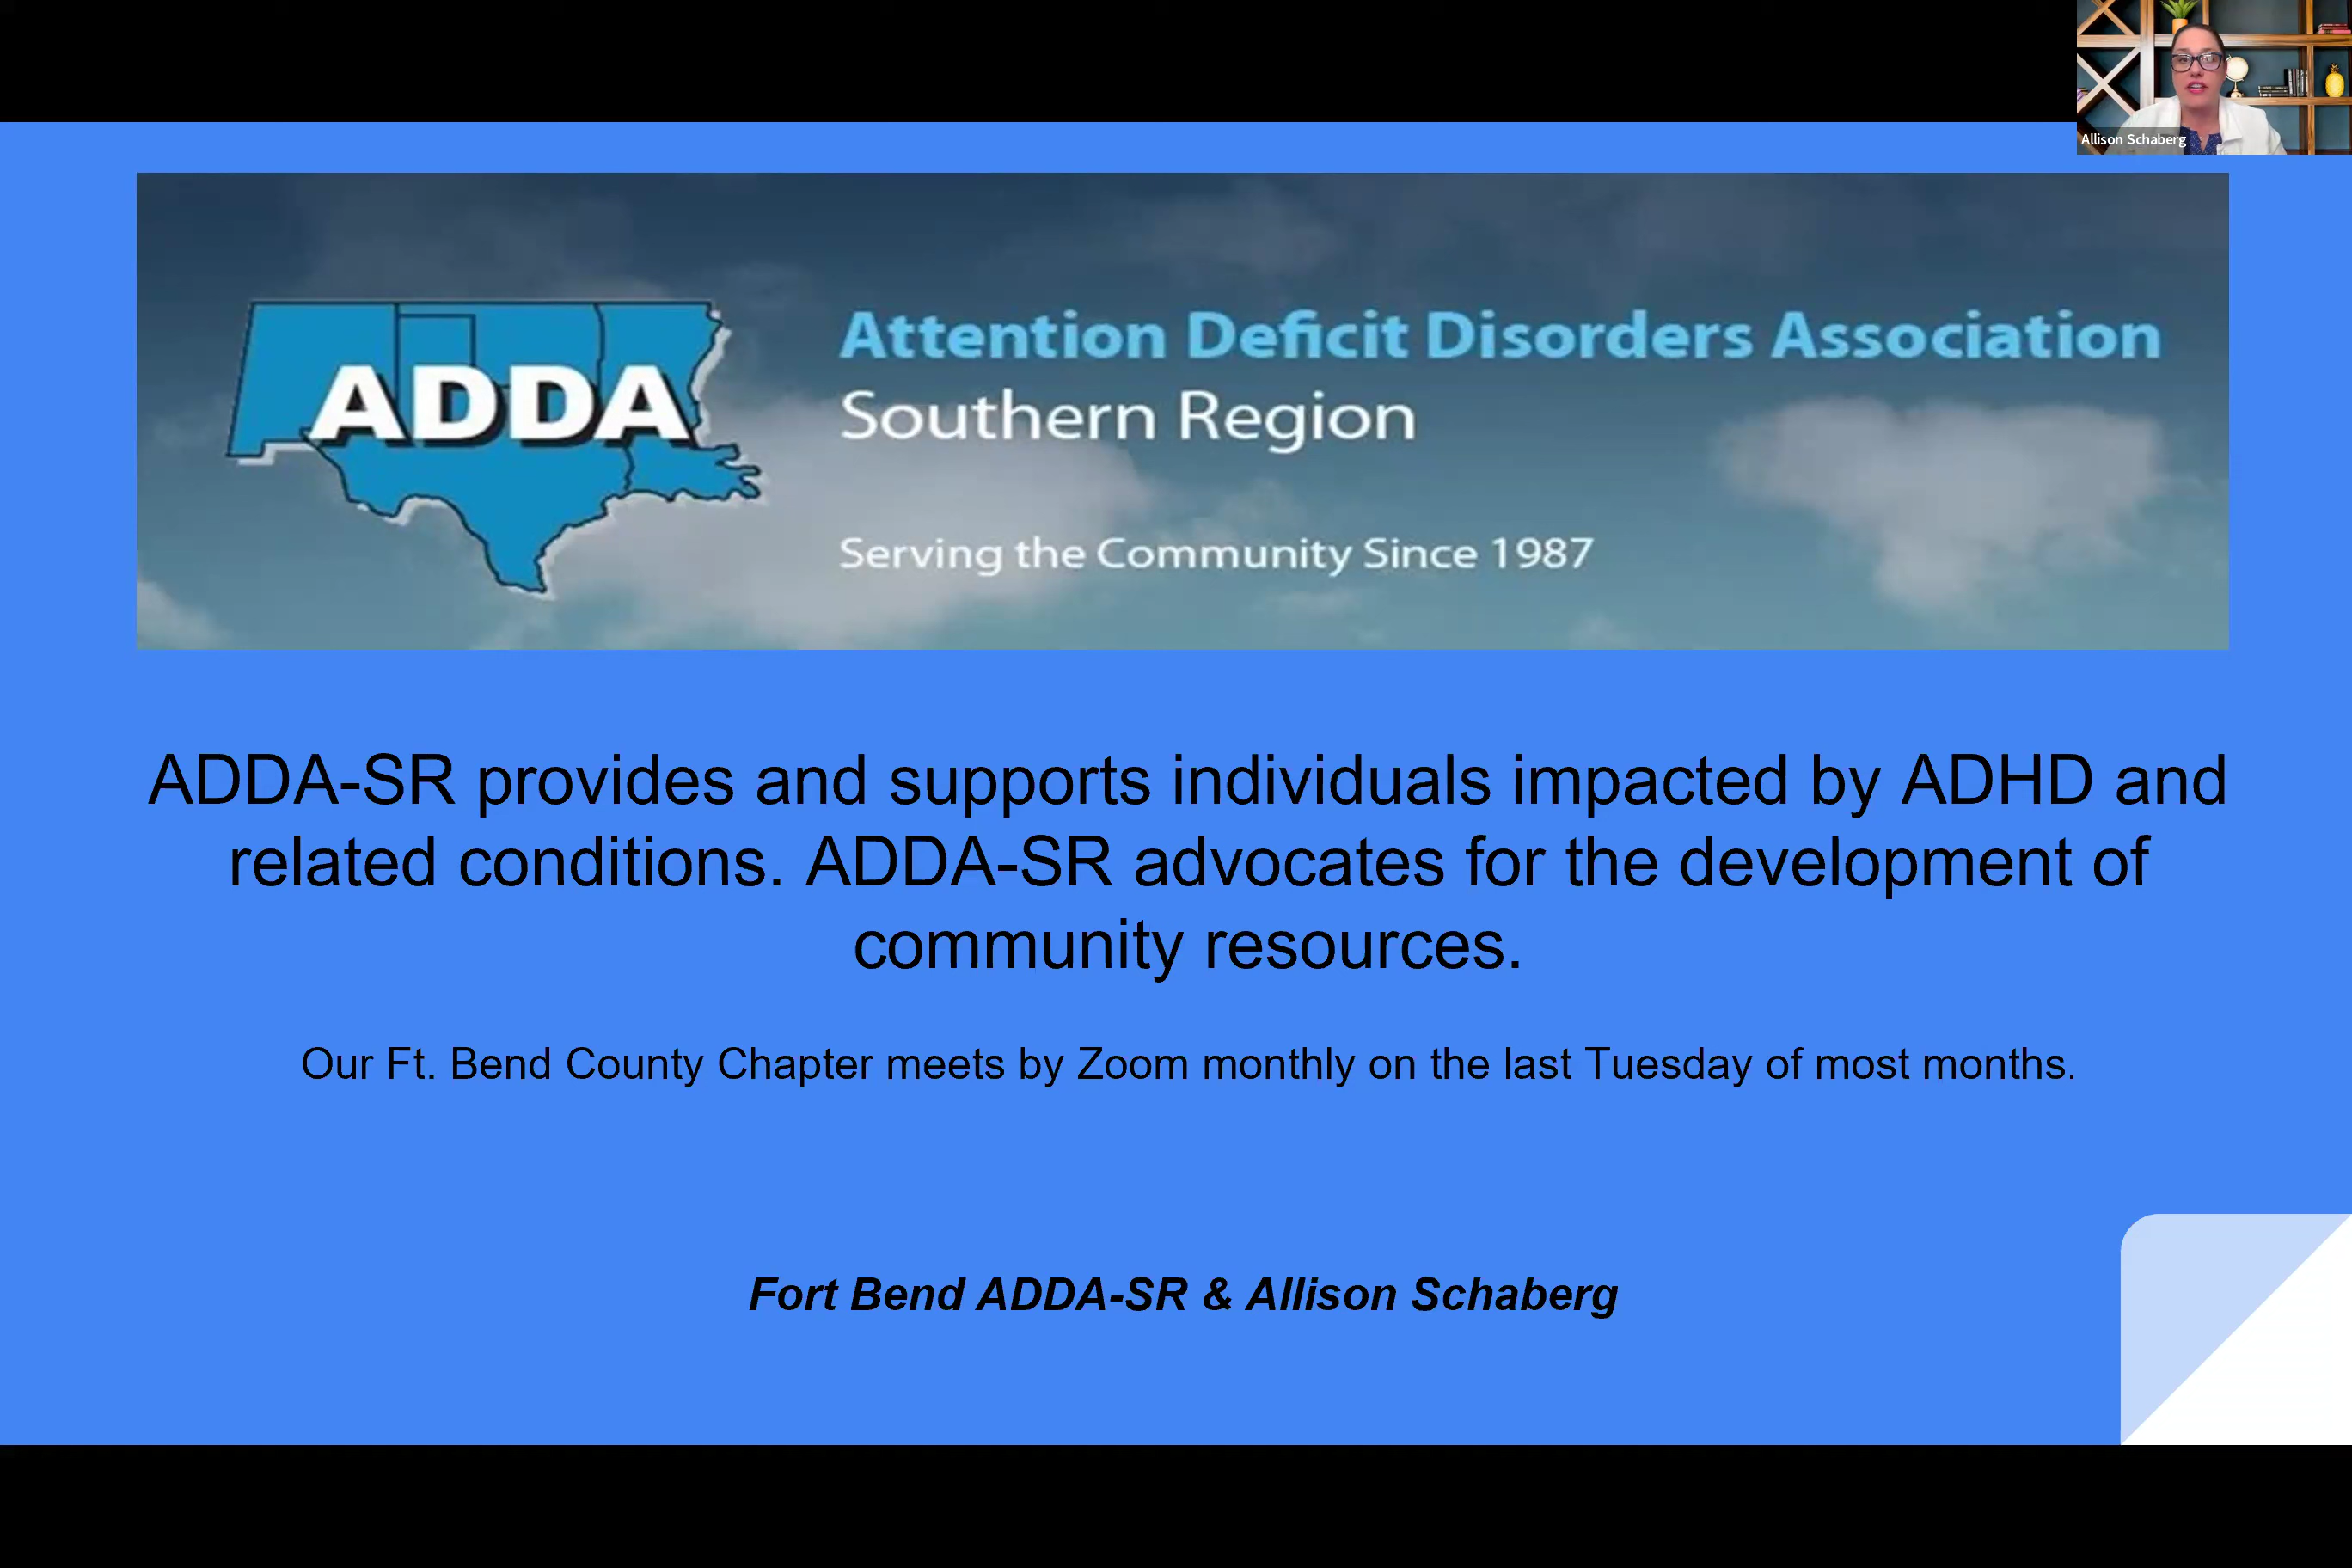 Allison Schaberg
ADDA
Attention Deficit Disorders Association
Southern Region
Serving the Community Since 1987
ADDA-SR provides and supports individuals impacted by ADHD and
related conditions. ADDA-SR advocates for the development of
community resources.
Our Ft. Bend County Chapter meets by Zoom monthly on the last Tuesday of most months.
Fort Bend ADDA-SR & Allison Schaberg